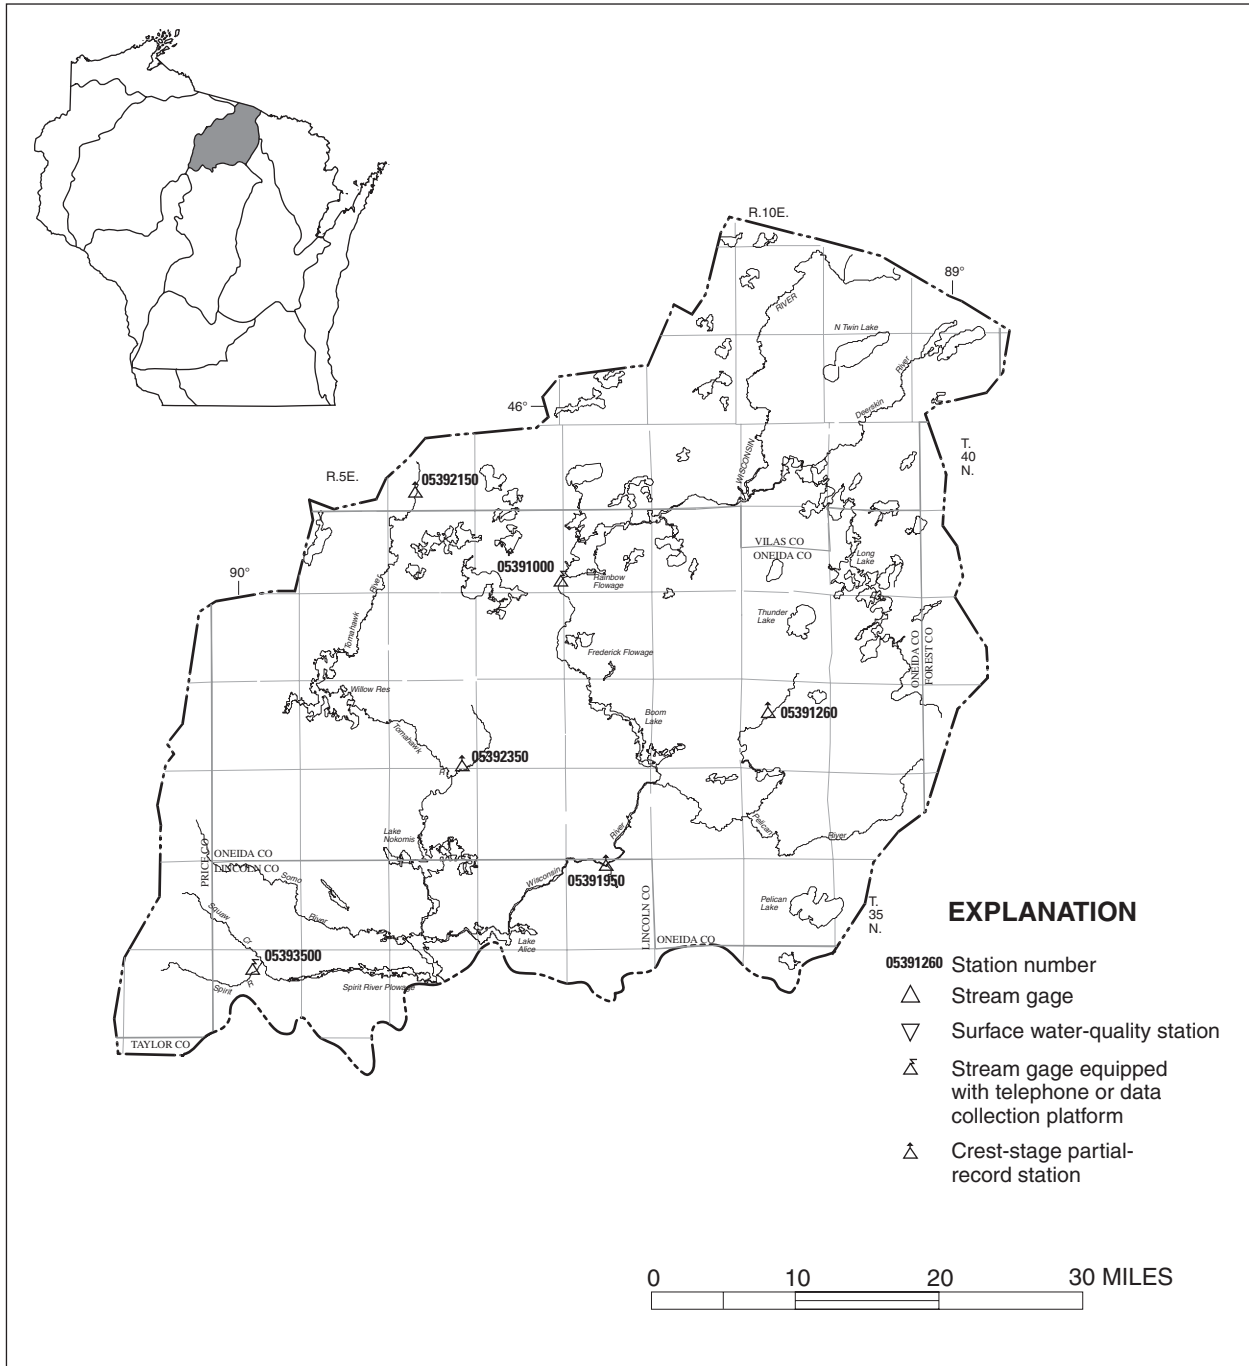 R.10E.
89°
RIVER
N Twin Lake
River
Deerskin
46°
T.
40
N.
WISCONSIN
R.5E.
05392150
VILAS CO
ONEIDA CO
Long
Lake
05391000
Rainbow
Flowage
90°
River
Tomahawk
Thunder
Lake
Frederick Flowage
ONEIDA CO
FOREST CO
Willow Res
Boom
Lake
05391260
Tomahawk
R
05392350
Pelican
River
Lake
Nokomis
River
PRICE CO
ONEIDA CO
LINCOLN CO
Somo
Wisconsin
05391950
Squaw
River
LINCOLN CO
ONEIDA CO
Pelican
Lake
T.
35
N.
Cr.
Lake
Alice
05393500
R.
Spirit
Spirit River Flowage
TAYLOR CO
EXPLANATION
05391260 Station number
Stream gage
Surface water-quality station
Stream gage equipped
with telephone or data
collection platform
Crest-stage partial-
record station
0 10 20 30 MILES